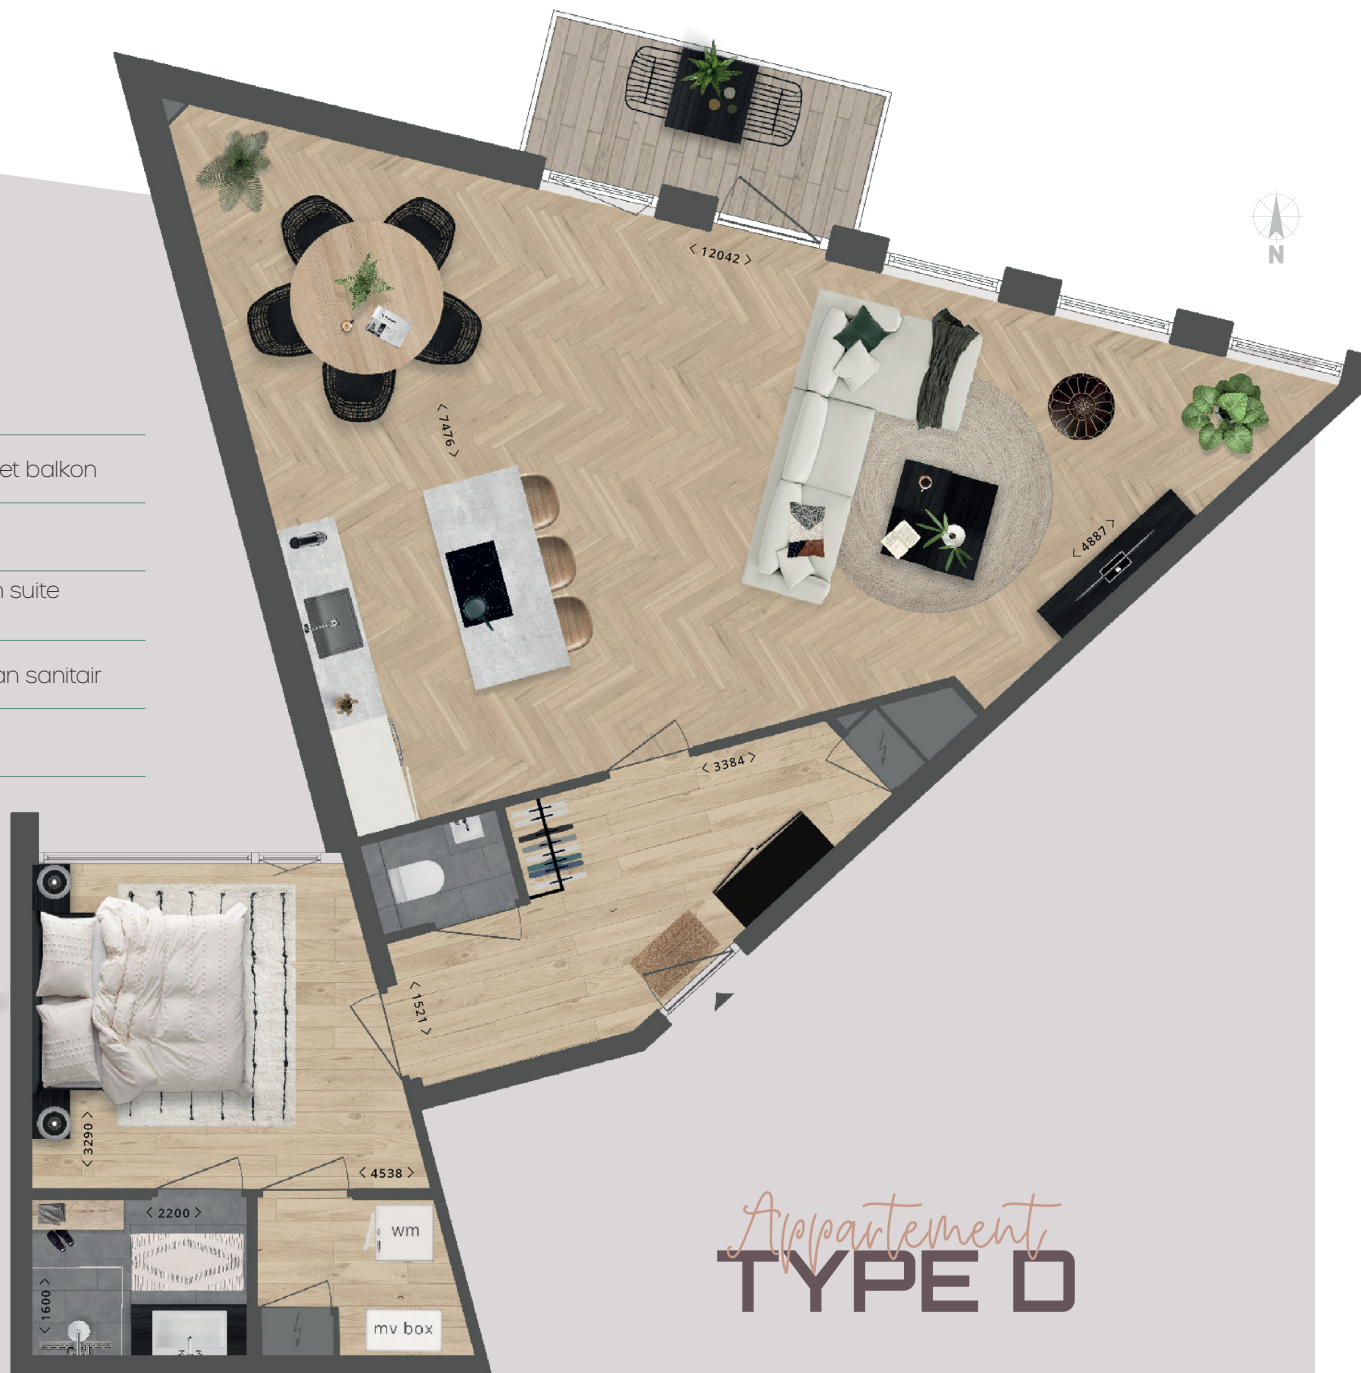 N
< 12042 >
< 7476 >
et balkon
< 4887 >
n suite
an sanitair
< 3384 >
< 1521 >
< 3290 >
< 4538 >
< 2200 >
wm
< 1600 >
mv box
Appartement
TYPE D